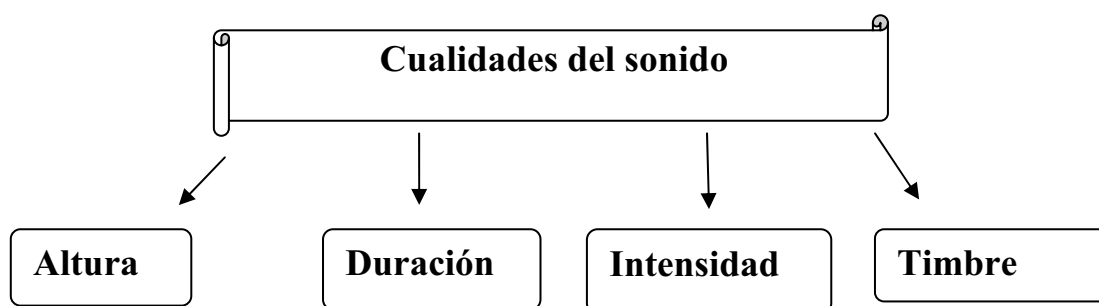 Cualidades del sonido
Altura
Duración
Intensidad
Timbre